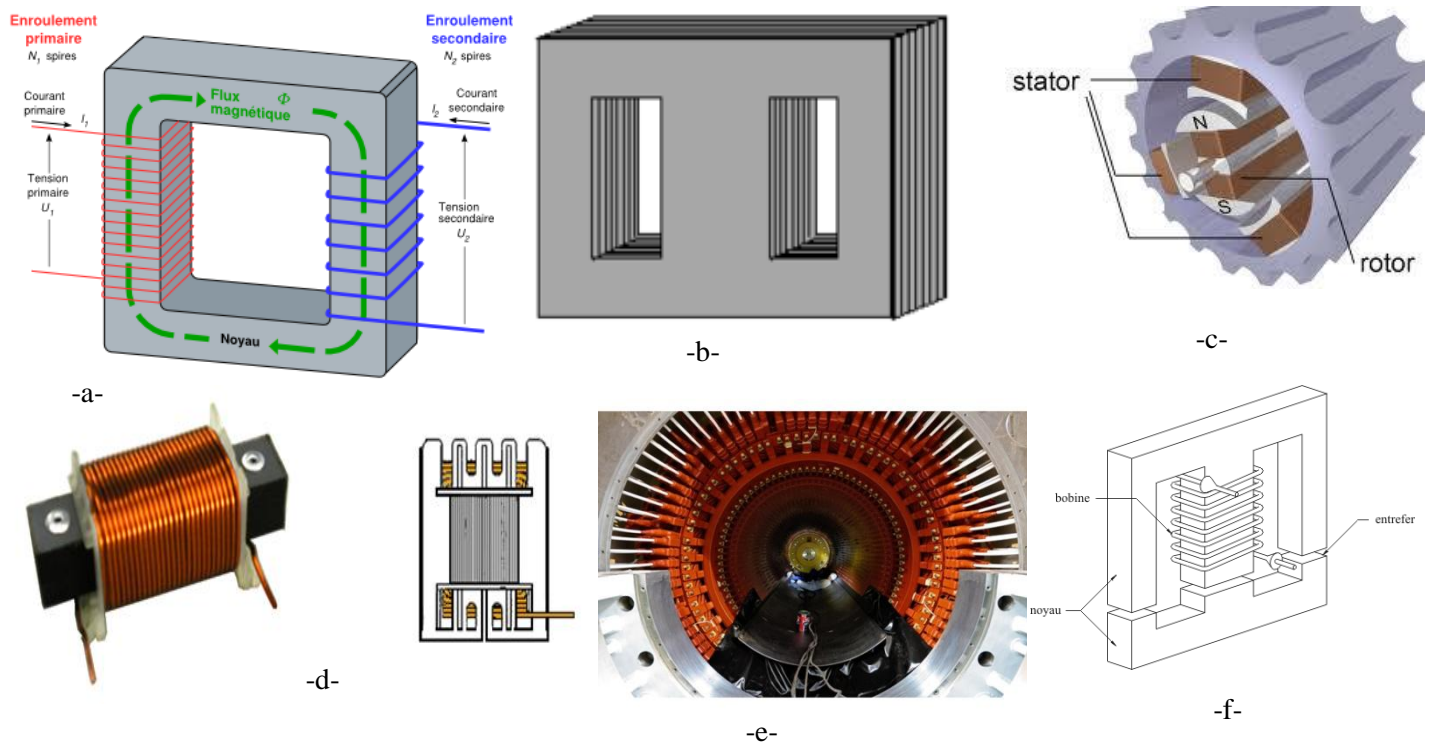 Enroulement
primaire
N₁ spires
Courant
primaire
I₁
Tension
primaire
U₁
Flux Φ
magnétique
Noyau
Enroulement
secondaire
N₂ spires
I₂ Courant
secondaire
Tension
secondaire
U₂
-a-
-b-
stator
N
S
rotor
-c-
-d-
-e-
bobine
entrefer
noyau
-f-